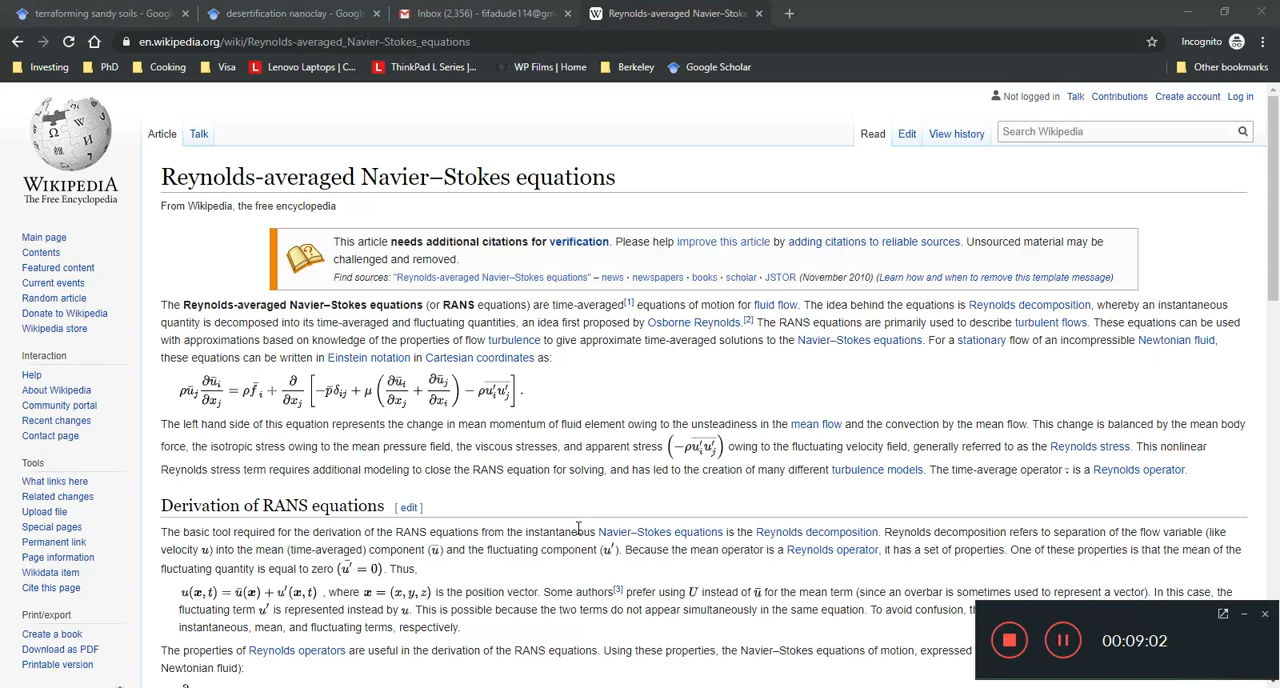 terraforming sandy soils - Googl
desertification nanoclay - Google
Inbox (2,356) - fifadude114@gm
Reynolds-averaged Navier–Stoke
en.wikipedia.org/wiki/Reynolds-averaged_Navier–Stokes_equations
Incognito
Investing PhD Cooking Visa Lenovo Laptops | C... ThinkPad L Series |... WP Films | Home Berkeley Google Scholar Other bookmarks
Not logged in Talk Contributions Create account Log in
Article Talk Read Edit View history Search Wikipedia
WIKIPEDIA
The Free Encyclopedia
Main page
Contents
Featured content
Current events
Random article
Donate to Wikipedia
Wikipedia store
Interaction
Help
About Wikipedia
Community portal
Recent changes
Contact page
Tools
What links here
Related changes
Upload file
Special pages
Permanent link
Page information
Wikidata item
Cite this page
Print/export
Create a book
Download as PDF
Printable version
Reynolds-averaged Navier–Stokes equations
From Wikipedia, the free encyclopedia
This article needs additional citations for verification. Please help improve this article by adding citations to reliable sources. Unsourced material may be
challenged and removed.
Find sources: "Reynolds-averaged Navier–Stokes equations" – news · newspapers · books · scholar · JSTOR (November 2010) (Learn how and when to remove this template message)
The Reynolds-averaged Navier–Stokes equations (or RANS equations) are time-averaged[1] equations of motion for fluid flow. The idea behind the equations is Reynolds decomposition, whereby an instantaneous
quantity is decomposed into its time-averaged and fluctuating quantities, an idea first proposed by Osborne Reynolds.[2] The RANS equations are primarily used to describe turbulent flows. These equations can be used
with approximations based on knowledge of the properties of flow turbulence to give approximate time-averaged solutions to the Navier–Stokes equations. For a stationary flow of an incompressible Newtonian fluid,
these equations can be written in Einstein notation in Cartesian coordinates as:
ρūⱼ ∂ūᵢ/∂xⱼ = ρf̄ᵢ + ∂/∂xⱼ [−p̄δᵢⱼ + μ(∂ūᵢ/∂xⱼ + ∂ūⱼ/∂xᵢ) − ρu̅ᵢ′u̅ⱼ′].
The left hand side of this equation represents the change in mean momentum of fluid element owing to the unsteadiness in the mean flow and the convection by the mean flow. This change is balanced by the mean body
force, the isotropic stress owing to the mean pressure field, the viscous stresses, and apparent stress (−ρu̅ᵢ′u̅ⱼ′) owing to the fluctuating velocity field, generally referred to as the Reynolds stress. This nonlinear
Reynolds stress term requires additional modeling to close the RANS equation for solving, and has led to the creation of many different turbulence models. The time-average operator . is a Reynolds operator.
Derivation of RANS equations [ edit ]
The basic tool required for the derivation of the RANS equations from the instantaneous Navier–Stokes equations is the Reynolds decomposition. Reynolds decomposition refers to separation of the flow variable (like
velocity u) into the mean (time-averaged) component (ū) and the fluctuating component (u′). Because the mean operator is a Reynolds operator, it has a set of properties. One of these properties is that the mean of the
fluctuating quantity is equal to zero (ū′ = 0). Thus,
u(x, t) = ū(x) + u′(x, t) , where x = (x, y, z) is the position vector. Some authors[3] prefer using U instead of ū for the mean term (since an overbar is sometimes used to represent a vector). In this case, the
fluctuating term u′ is represented instead by u. This is possible because the two terms do not appear simultaneously in the same equation. To avoid confusion,
instantaneous, mean, and fluctuating terms, respectively.
The properties of Reynolds operators are useful in the derivation of the RANS equations. Using these properties, the Navier–Stokes equations of motion, expressed
Newtonian fluid):
00:09:02